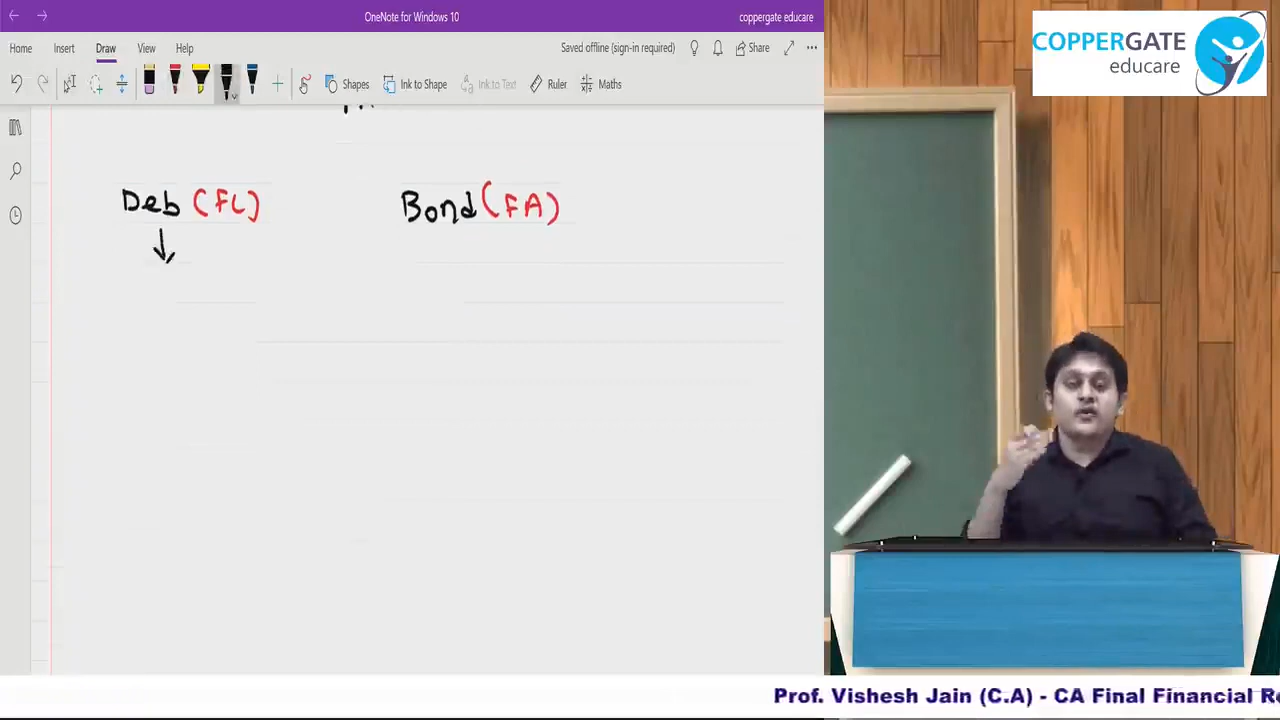 OneNote for Windows 10
coppergate educare
Home Insert Draw View Help
Saved offline (sign-in required)
Share
Shapes
Ink to Shape
Ink to Text
Ruler
Maths
COPPERGATE
educare
Deb (FL)
Bond (FA)
Prof. Vishesh Jain (C.A) - CA Final Financial Re